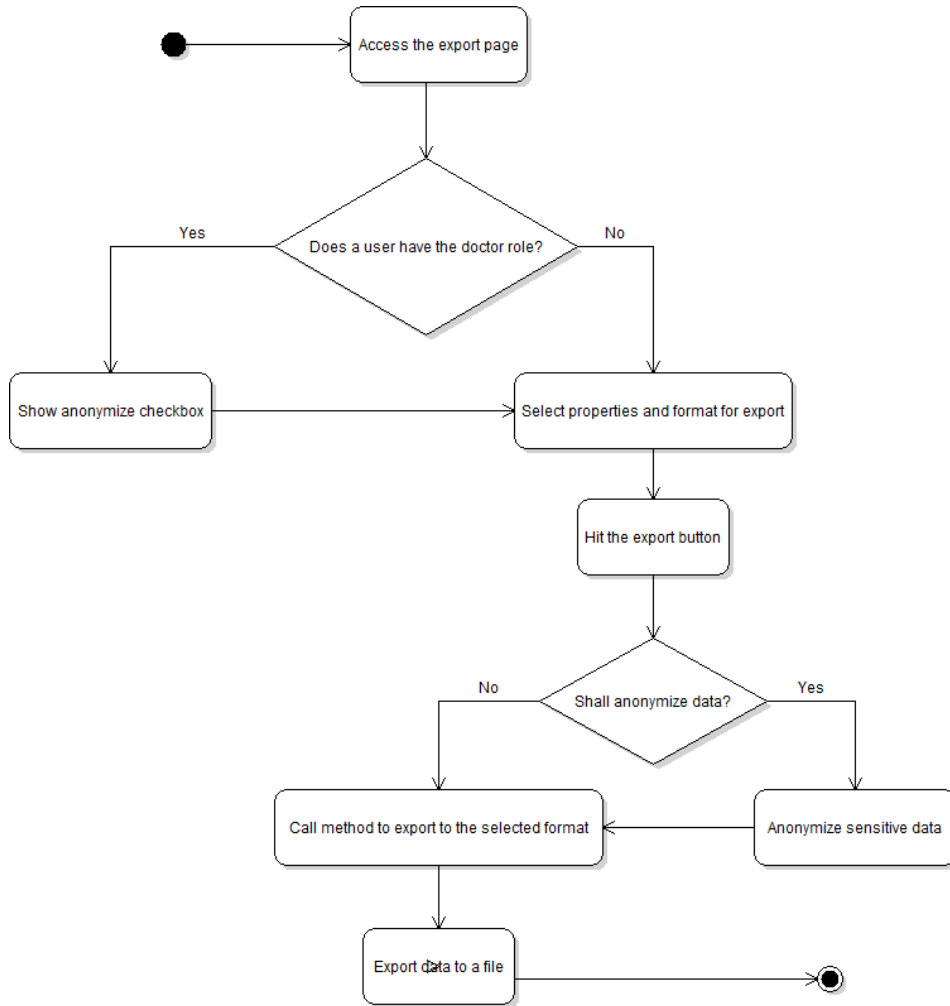 Access the export page
Yes
Does a user have the doctor role?
No
Show anonymize checkbox
Select properties and format for export
Hit the export button
No
Shall anonymize data?
Yes
Call method to export to the selected format
Anonymize sensitive data
Export data to a file